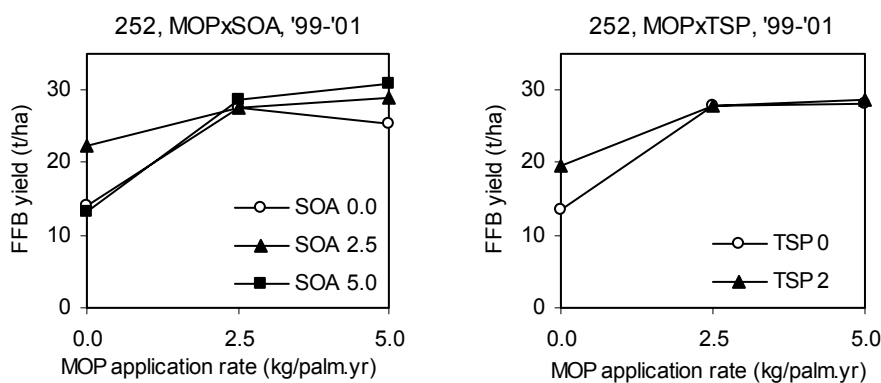 252, MOPxSOA, '99-'01
FFB yield (t/ha)
30
20
10
0
SOA 0.0
SOA 2.5
SOA 5.0
0.0 2.5 5.0
MOP application rate (kg/palm.yr)
252, MOPxTSP, '99-'01
FFB yield (t/ha)
30
20
10
0
TSP 0
TSP 2
0.0 2.5 5.0
MOP application rate (kg/palm.yr)